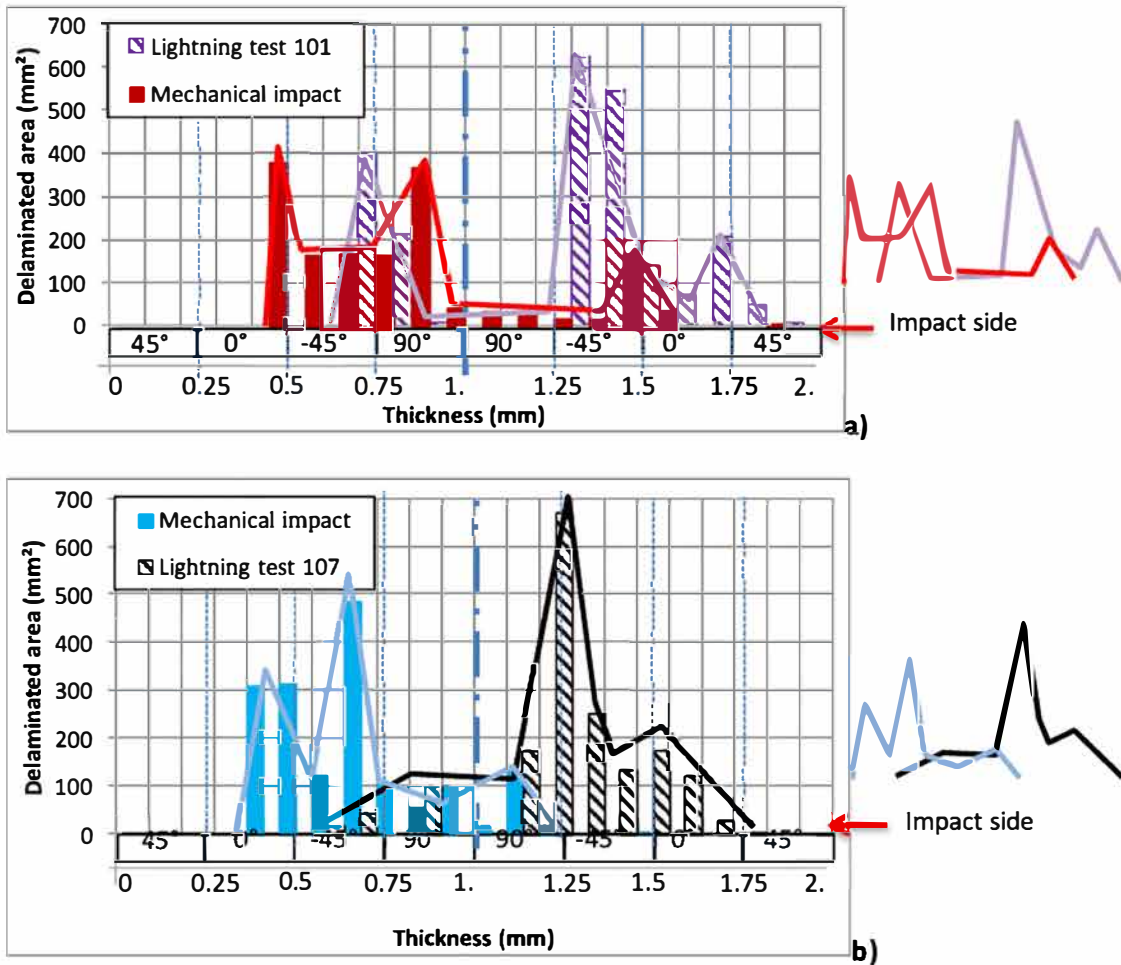 700
600
500
400
300
200
100
0
Delaminated area (mm²)
Lightning test 101
Mechanical impact
Impact side
45° 0° -45° 90° 90° -45° 0° 45°
0 0.25 0.5 0.75 1. 1.25 1.5 1.75 2.
Thickness (mm)
a)
700
600
500
400
300
200
100
0
Delaminated area (mm²)
Mechanical impact
Lightning test 107
Impact side
45° 0° -45 90 90° -45 0° 45°
0 0.25 0.5 0.75 1. 1.25 1.5 1.75 2.
Thickness (mm)
b)